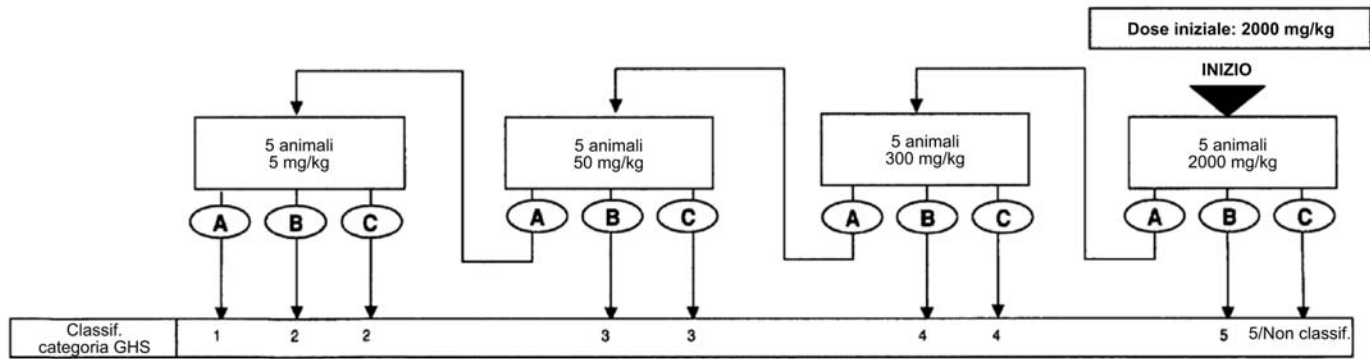 Dose iniziale: 2000 mg/kg
INIZIO
5 animali
5 mg/kg
5 animali
50 mg/kg
5 animali
300 mg/kg
5 animali
2000 mg/kg
A B C A B C A B C A B C
Classif.
categoria GHS
1 2 2 3 3 4 4 5 5/Non classif.